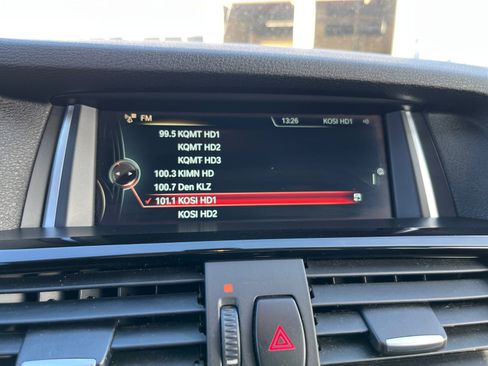 FM 13:26 KOSI HD1
99.5 KQMT HD1
KQMT HD2
KQMT HD3
100.3 KIMN HD
100.7 Den KLZ
101.1 KOSI HD1
KOSI HD2